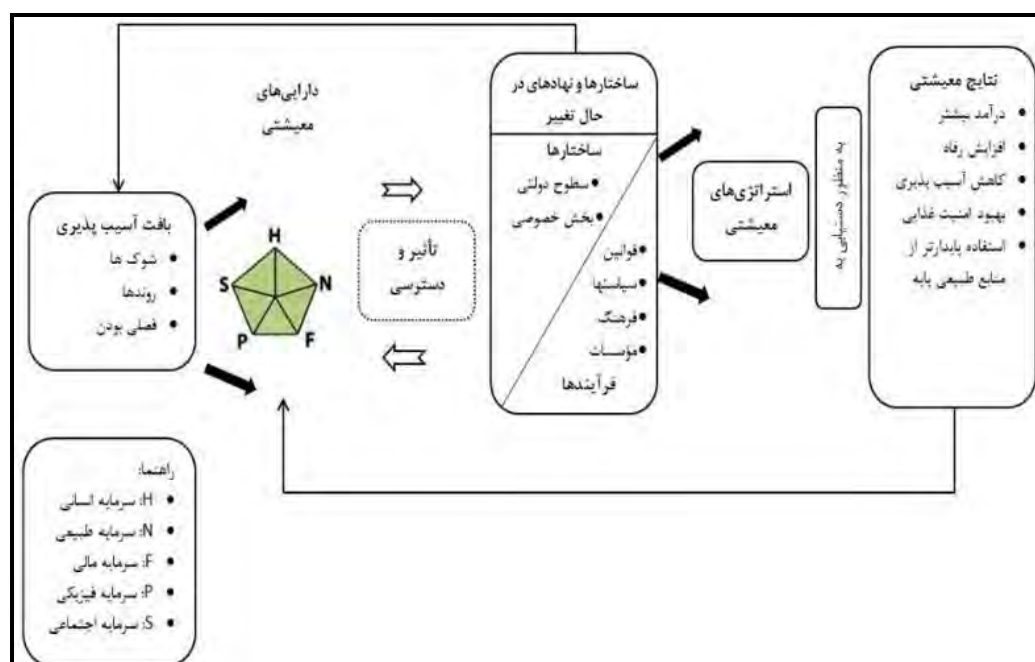 دارایی‌های
معیشتی
بافت آسیب پذیری
• شوک ها
• روندها
• فصلی بودن
H
S
N
P
F
تأثیر و
دسترسی
ساختارها و نهادهای در
حال تغییر
ساختارها
• سطوح دولتی
• بخش خصوصی
• قوانین
• سیاستها
• فرهنگ
• مؤسسات
فرآیندها
استراتژی‌های
معیشتی
به منظور دستیابی به
نتایج معیشتی
• درآمد بیشتر
• افزایش رفاه
• کاهش آسیب پذیری
• بهبود امنیت غذایی
• استفاده پایدارتر از
منابع طبیعی پایه
راهنما:
• H: سرمایه انسانی
• N: سرمایه طبیعی
• F: سرمایه مالی
• P: سرمایه فیزیکی
• S: سرمایه اجتماعی